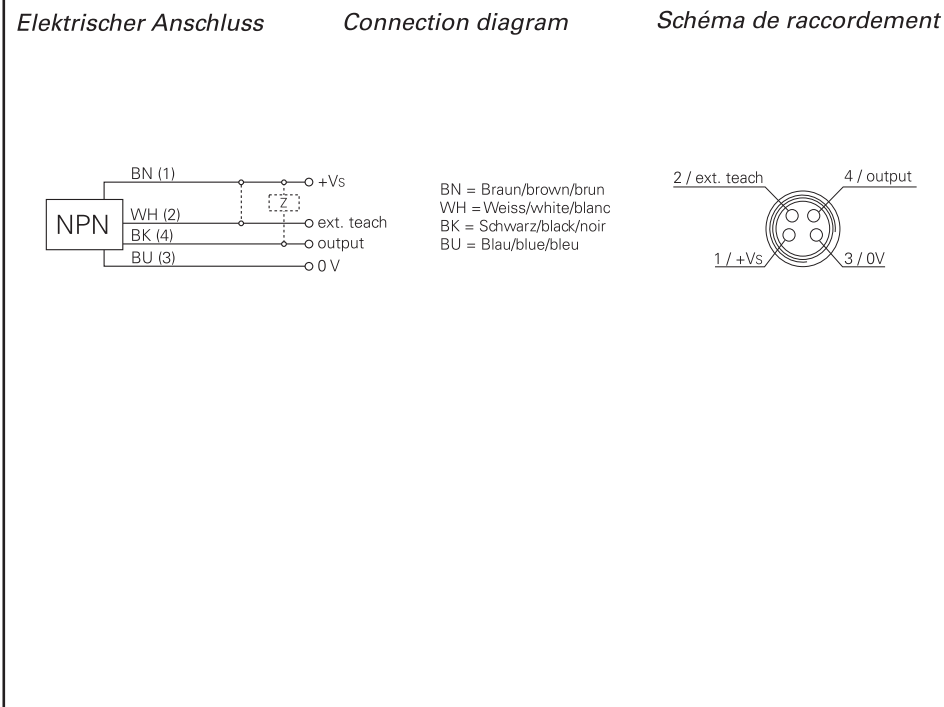 Elektrischer Anschluss
Connection diagram
Schéma de raccordement
BN (1)
+Vs
Z
NPN
WH (2)
ext. teach
BK (4)
output
BU (3)
0 V
BN = Braun/brown/brun
WH = Weiss/white/blanc
BK = Schwarz/black/noir
BU = Blau/blue/bleu
2 / ext. teach
4 / output
1 / +Vs
3 / 0V